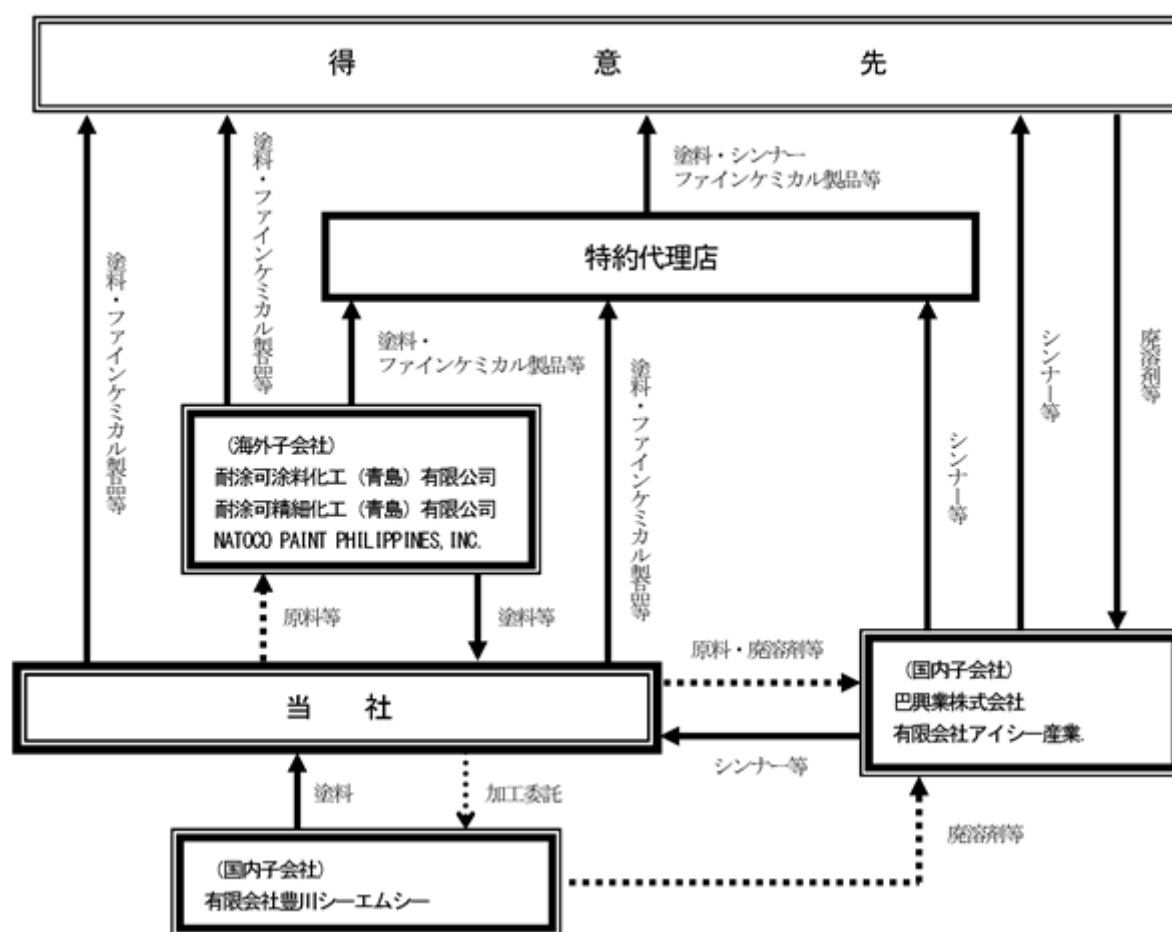 得意先
塗料・ファインケミカル製品等
塗料・ファインケミカル製品等
塗料・シンナー
ファインケミカル製品等
特約代理店
塗料・
ファインケミカル製品等
塗料・ファインケミカル製品等
シンナー等
シンナー等
廃溶剤等
（海外子会社）
耐涂可涂料化工（青島）有限公司
耐涂可精細化工（青島）有限公司
NATOCO PAINT PHILIPPINES, INC.
原料等
塗料等
原料・廃溶剤等
（国内子会社）
巴興業株式会社
有限会社アイシー産業.
当社
シンナー等
塗料
加工委託
廃溶剤等
（国内子会社）
有限会社豊川シーエムシー